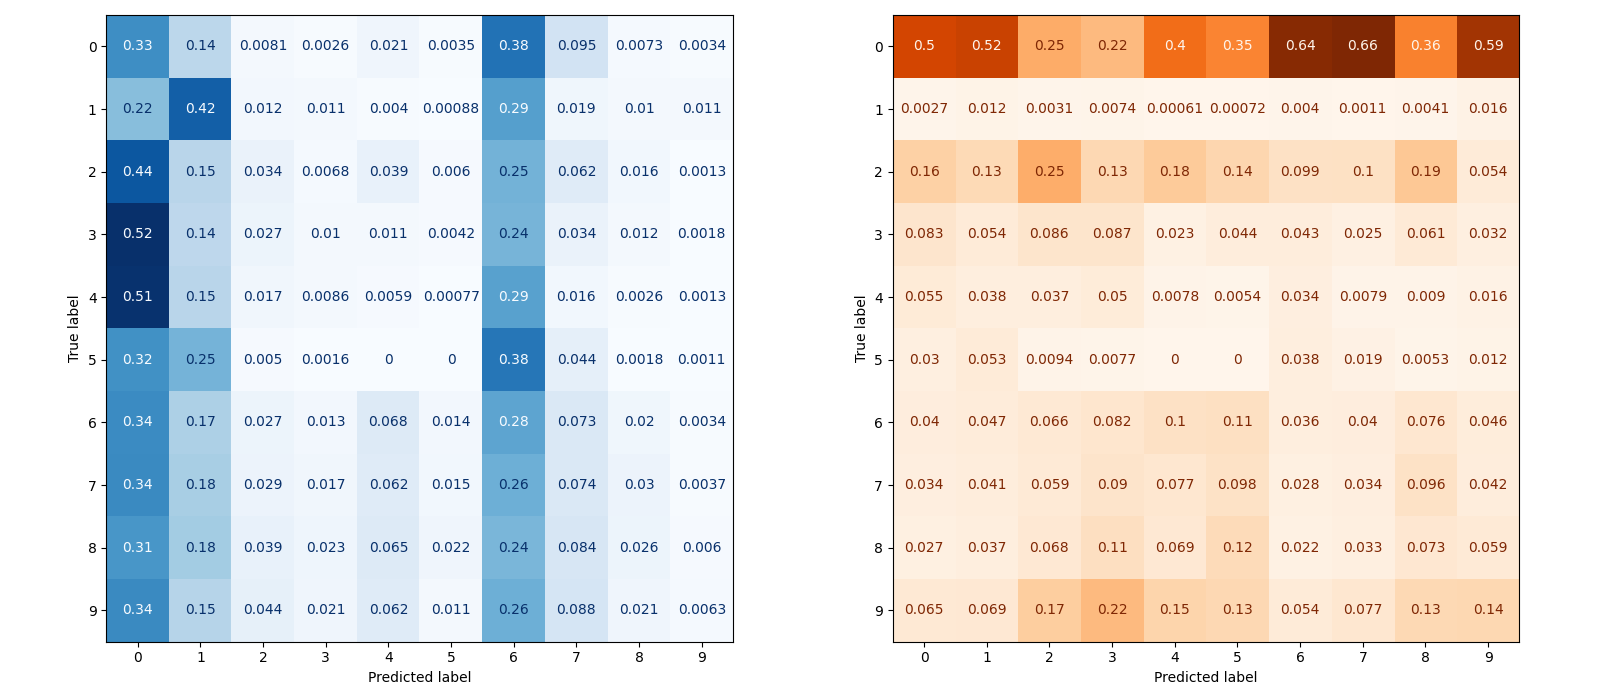 0 0.33 0.14 0.0081 0.0026 0.021 0.0035 0.38 0.095 0.0073 0.0034
1 0.22 0.42 0.012 0.011 0.004 0.00088 0.29 0.019 0.01 0.011
2 0.44 0.15 0.034 0.0068 0.039 0.006 0.25 0.062 0.016 0.0013
3 0.52 0.14 0.027 0.01 0.011 0.0042 0.24 0.034 0.012 0.0018
4 0.51 0.15 0.017 0.0086 0.0059 0.00077 0.29 0.016 0.0026 0.0013
5 0.32 0.25 0.005 0.0016 0 0 0.38 0.044 0.0018 0.0011
6 0.34 0.17 0.027 0.013 0.068 0.014 0.28 0.073 0.02 0.0034
7 0.34 0.18 0.029 0.017 0.062 0.015 0.26 0.074 0.03 0.0037
8 0.31 0.18 0.039 0.023 0.065 0.022 0.24 0.084 0.026 0.006
9 0.34 0.15 0.044 0.021 0.062 0.011 0.26 0.088 0.021 0.0063
0 1 2 3 4 5 6 7 8 9
Predicted label
True label
0 0.5 0.52 0.25 0.22 0.4 0.35 0.64 0.66 0.36 0.59
1 0.0027 0.012 0.0031 0.0074 0.00061 0.00072 0.004 0.0011 0.0041 0.016
2 0.16 0.13 0.25 0.13 0.18 0.14 0.099 0.1 0.19 0.054
3 0.083 0.054 0.086 0.087 0.023 0.044 0.043 0.025 0.061 0.032
4 0.055 0.038 0.037 0.05 0.0078 0.0054 0.034 0.0079 0.009 0.016
5 0.03 0.053 0.0094 0.0077 0 0 0.038 0.019 0.0053 0.012
6 0.04 0.047 0.066 0.082 0.1 0.11 0.036 0.04 0.076 0.046
7 0.034 0.041 0.059 0.09 0.077 0.098 0.028 0.034 0.096 0.042
8 0.027 0.037 0.068 0.11 0.069 0.12 0.022 0.033 0.073 0.059
9 0.065 0.069 0.17 0.22 0.15 0.13 0.054 0.077 0.13 0.14
0 1 2 3 4 5 6 7 8 9
Predicted label
True label